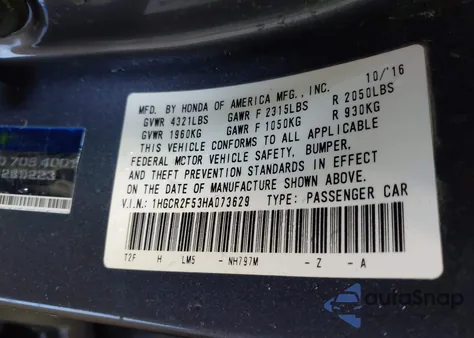 MFD. BY HONDA OF AMERICA MFG., INC. 10/'16
GVWR 4321LBS GAWR F 2315LBS R 2050LBS
GVWR 1960KG GAWR F 1050KG R 930KG
THIS VEHICLE CONFORMS TO ALL APPLICABLE
FEDERAL MOTOR VEHICLE SAFETY, BUMPER,
AND THEFT PREVENTION STANDARDS IN EFFECT
ON THE DATE OF MANUFACTURE SHOWN ABOVE.
V.I.N.: 1HGCR2F53HA073629 TYPE: PASSENGER CAR
T2F H LM5 - NH797M - Z - A
autoSnap